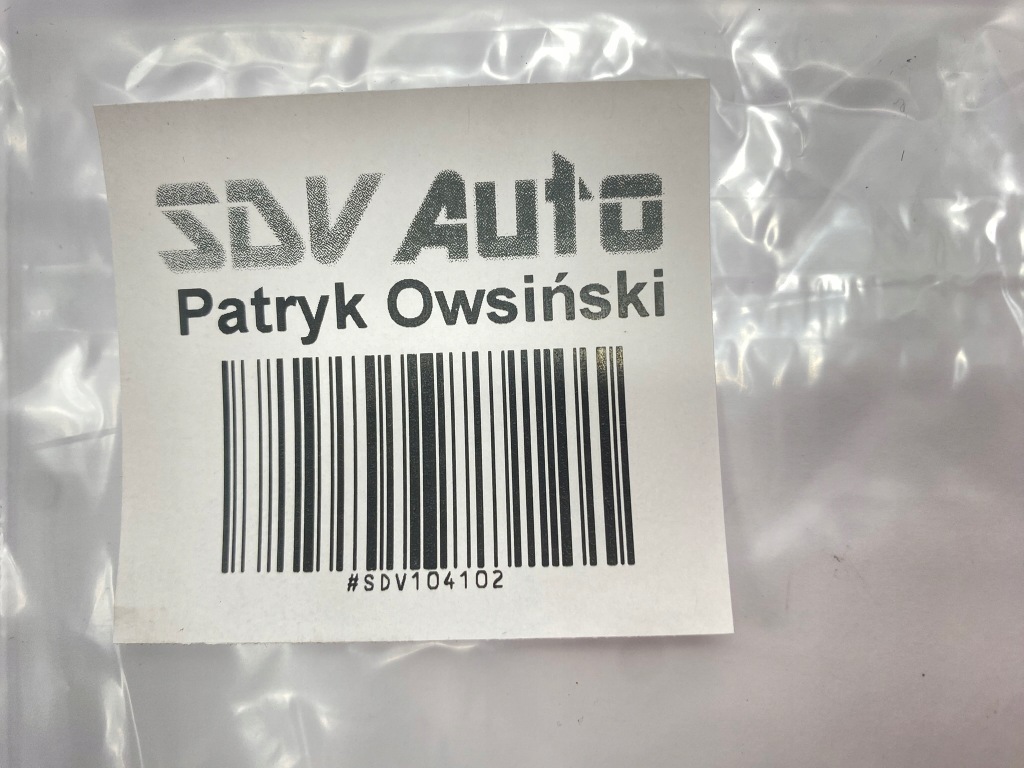 SDV Auto
Patryk Owsiński
#SDV104102